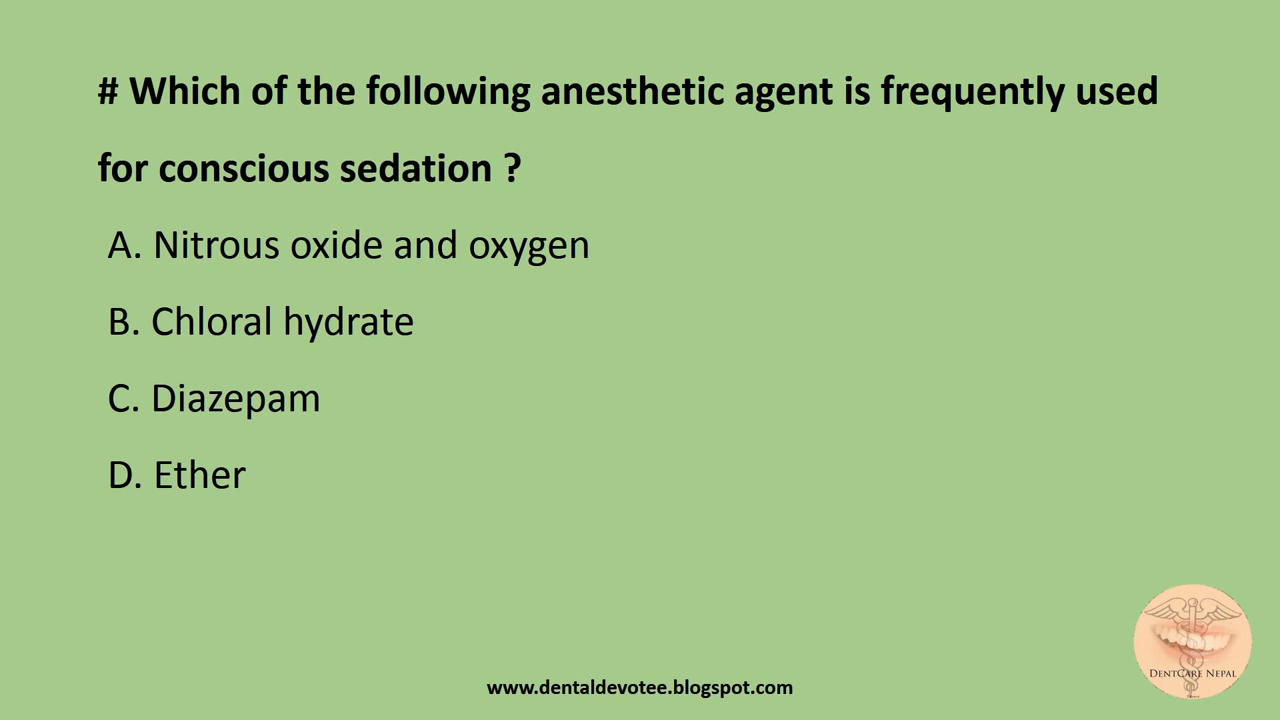 # Which of the following anesthetic agent is frequently used
for conscious sedation ?
A. Nitrous oxide and oxygen
B. Chloral hydrate
C. Diazepam
D. Ether
DentCare Nepal
www.dentaldevotee.blogspot.com